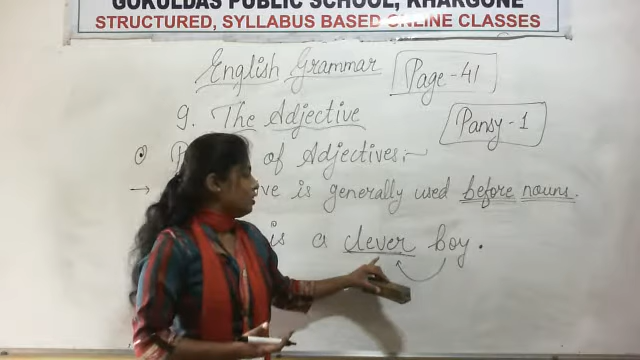 GOKULDAS PUBLIC SCHOOL, KHARGONE
STRUCTURED, SYLLABUS BASED ONLINE CLASSES
English Grammar
Page-41
9. The Adjective
Pansy-1
of Adjectives:-
→ is generally used before nouns.
is a clever boy.